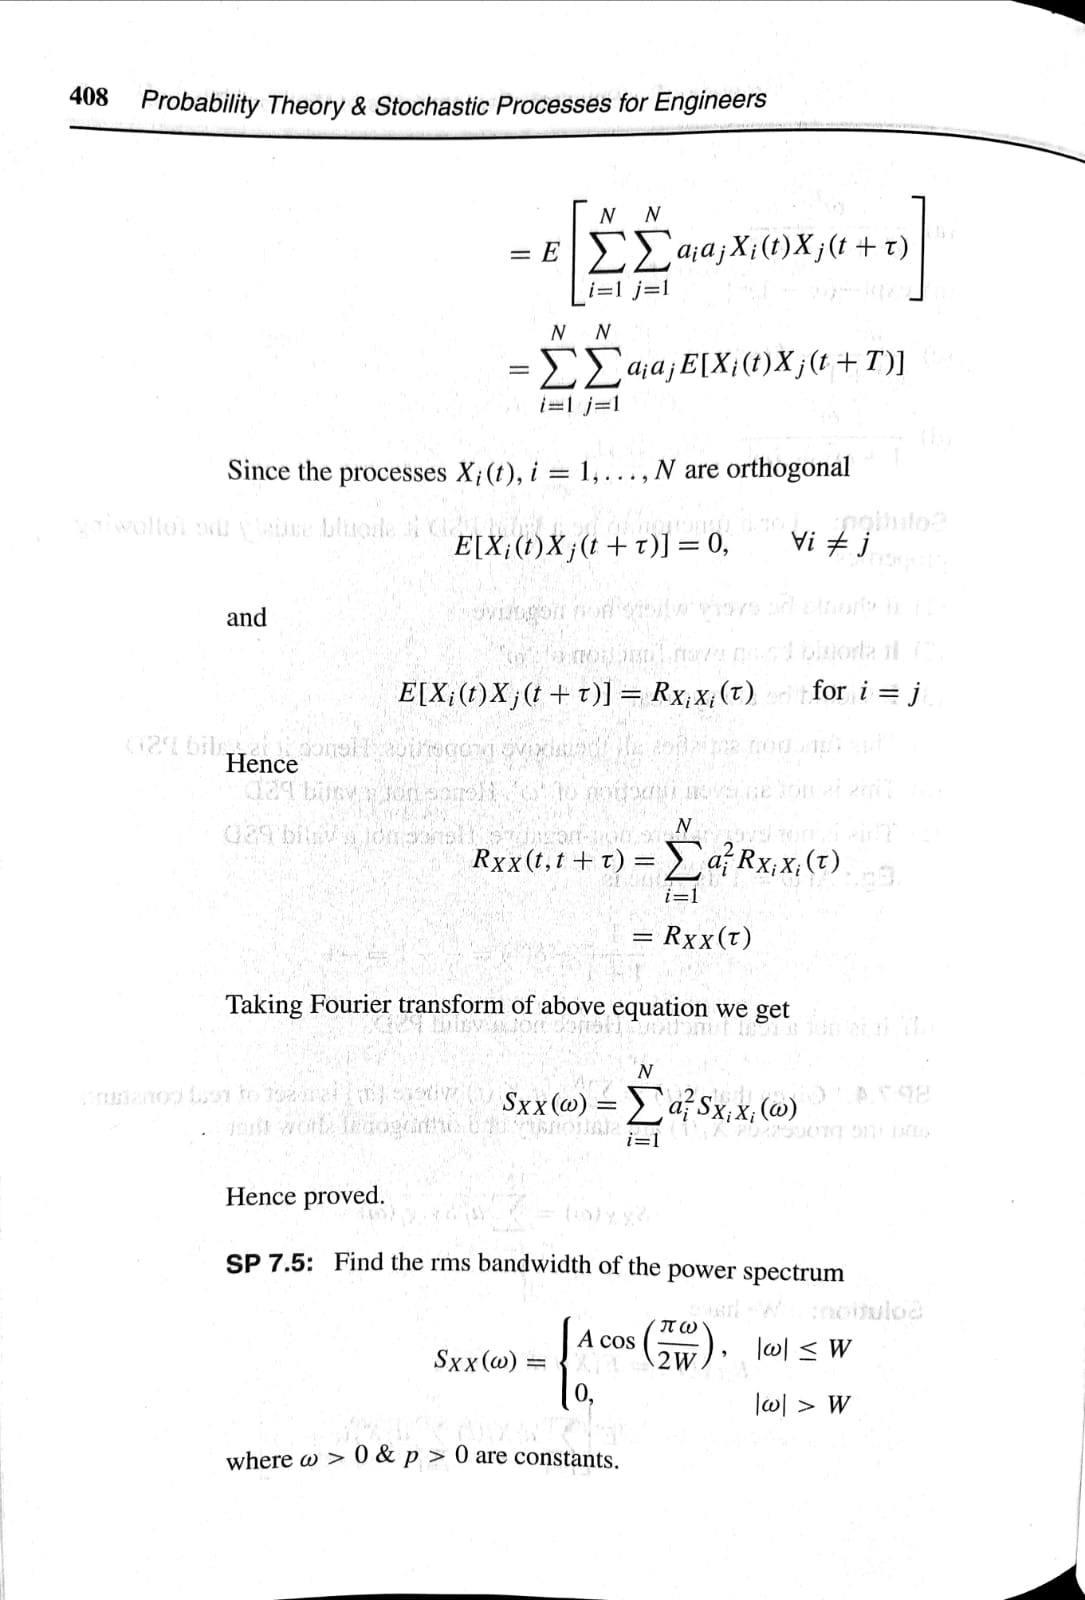 408 Probability Theory & Stochastic Processes for Engineers
= E [ ∑_{i=1}^{N} ∑_{j=1}^{N} a_i a_j X_i(t) X_j(t + τ) ]
= ∑_{i=1}^{N} ∑_{j=1}^{N} a_i a_j E[X_i(t) X_j(t + T)]
Since the processes X_i(t), i = 1, . . . , N are orthogonal
E[X_i(t) X_j(t + τ)] = 0, ∀i ≠ j
and
E[X_i(t) X_j(t + τ)] = R_{X_i X_i}(τ) for i = j
Hence
R_{XX}(t, t + τ) = ∑_{i=1}^{N} a_i^2 R_{X_i X_i}(τ)
= R_{XX}(τ)
Taking Fourier transform of above equation we get
S_{XX}(ω) = ∑_{i=1}^{N} a_i^2 S_{X_i X_i}(ω)
Hence proved.
SP 7.5: Find the rms bandwidth of the power spectrum
S_{XX}(ω) = { A cos (πω/2W), |ω| ≤ W
0, |ω| > W
where ω > 0 & p > 0 are constants.